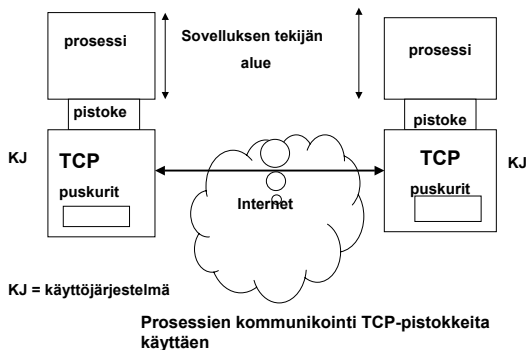 prosessi
Sovelluksen tekijän
alue
prosessi
pistoke
pistoke
KJ
TCP
puskurit
Internet
TCP
puskurit
KJ
KJ = käyttöjärjestelmä
Prosessien kommunikointi TCP-pistokkeita
käyttäen